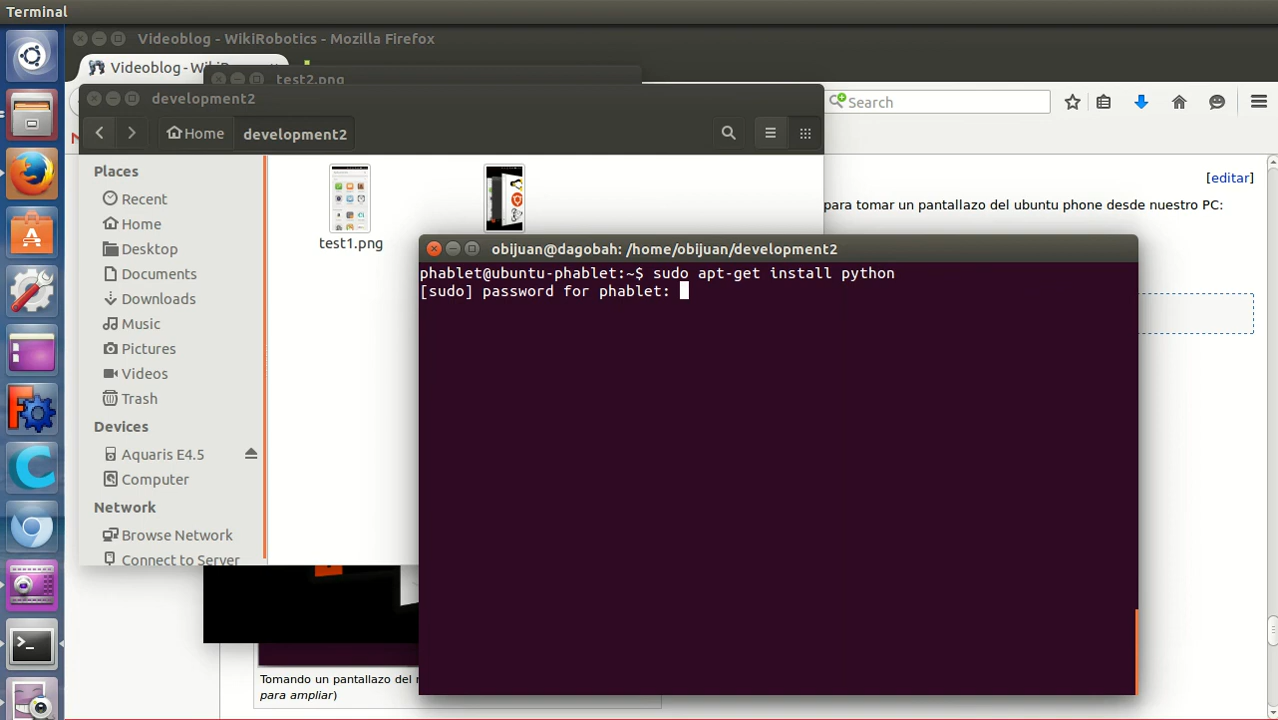 Terminal
Videoblog - WikiRobotics - Mozilla Firefox
Videoblog - WikiR
test2.png
development2
Home
development2
Search
Places
Recent
Home
Desktop
Documents
Downloads
Music
Pictures
Videos
Trash
Devices
Aquaris E4.5
Computer
Network
Browse Network
Connect to Server
test1.png
[editar]
para tomar un pantallazo del ubuntu phone desde nuestro PC:
obijuan@dagobah: /home/obijuan/development2
phablet@ubuntu-phablet:~$ sudo apt-get install python
[sudo] password for phablet:
Tomando un pantallazo del
para ampliar)